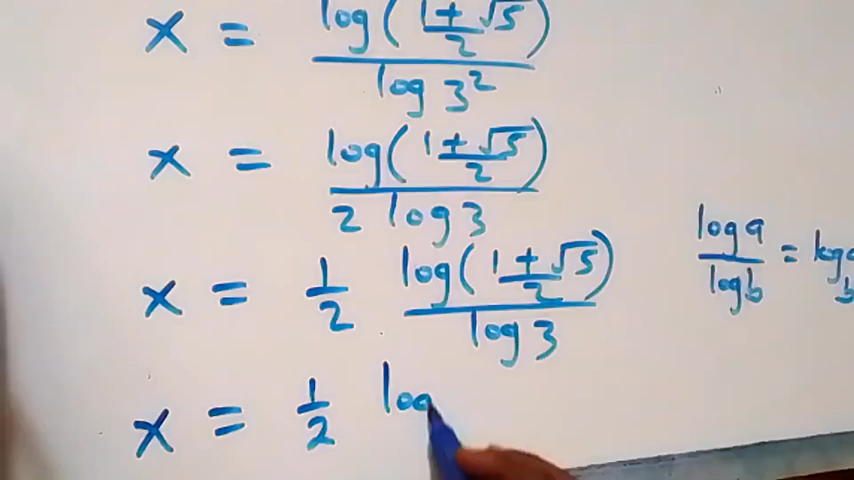 x = log(1+√5/2)/log 3²
x = log(1+√5/2)/2 log 3
x = 1/2 log(1+√5/2)/log 3
log a/log b = log
b
x = 1/2 log